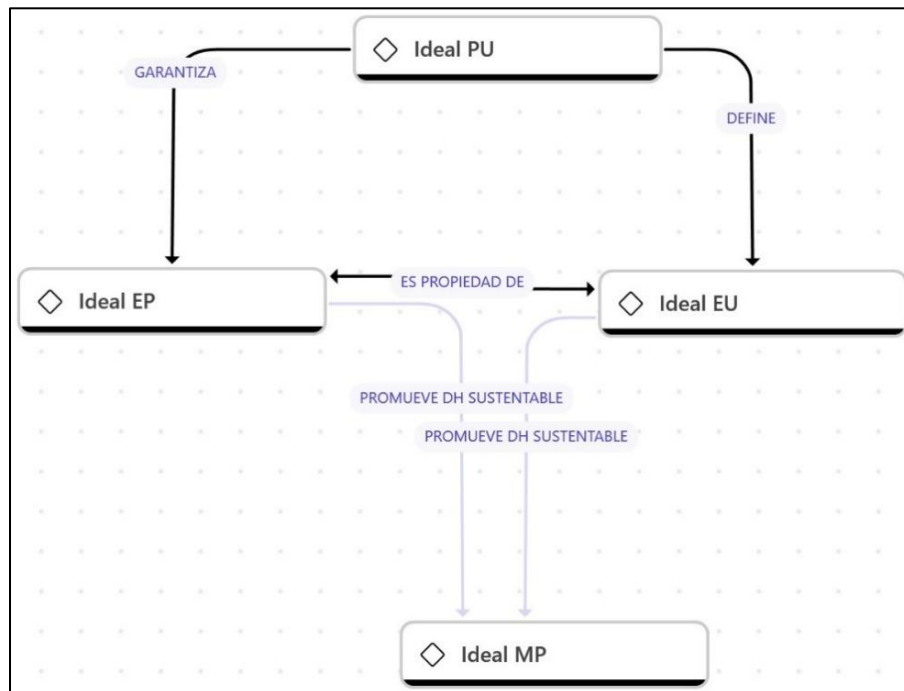 Ideal PU
GARANTIZA
DEFINE
ES PROPIEDAD DE
Ideal EP
Ideal EU
PROMUEVE DH SUSTENTABLE
PROMUEVE DH SUSTENTABLE
Ideal MP